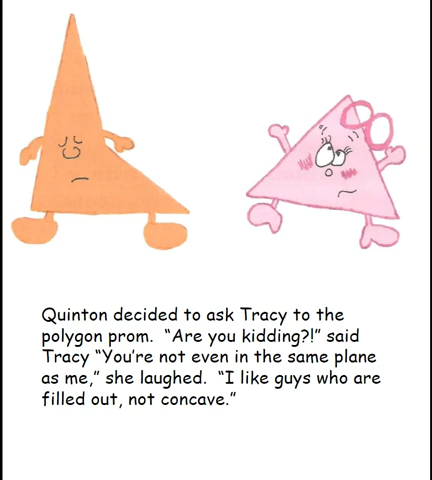 Quinton decided to ask Tracy to the
polygon prom.  “Are you kidding?!” said
Tracy “You’re not even in the same plane
as me,” she laughed.  “I like guys who are
filled out, not concave.”